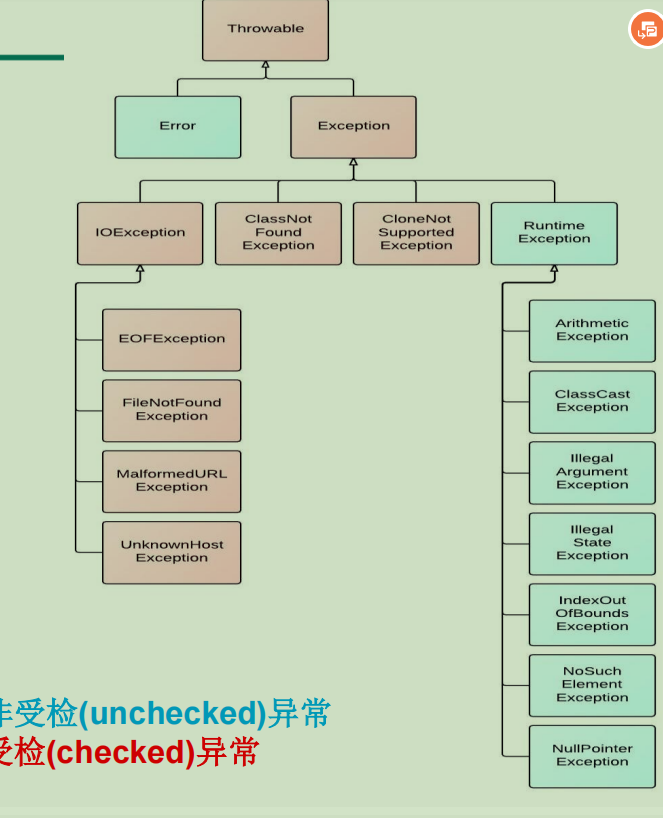 Throwable
Error
Exception
IOException
ClassNot
Found
Exception
CloneNot
Supported
Exception
Runtime
Exception
EOFException
FileNotFound
Exception
MalformedURL
Exception
UnknownHost
Exception
Arithmetic
Exception
ClassCast
Exception
Illegal
Argument
Exception
Illegal
State
Exception
IndexOut
OfBounds
Exception
NoSuch
Element
Exception
NullPointer
Exception
非受检(unchecked)异常
受检(checked)异常